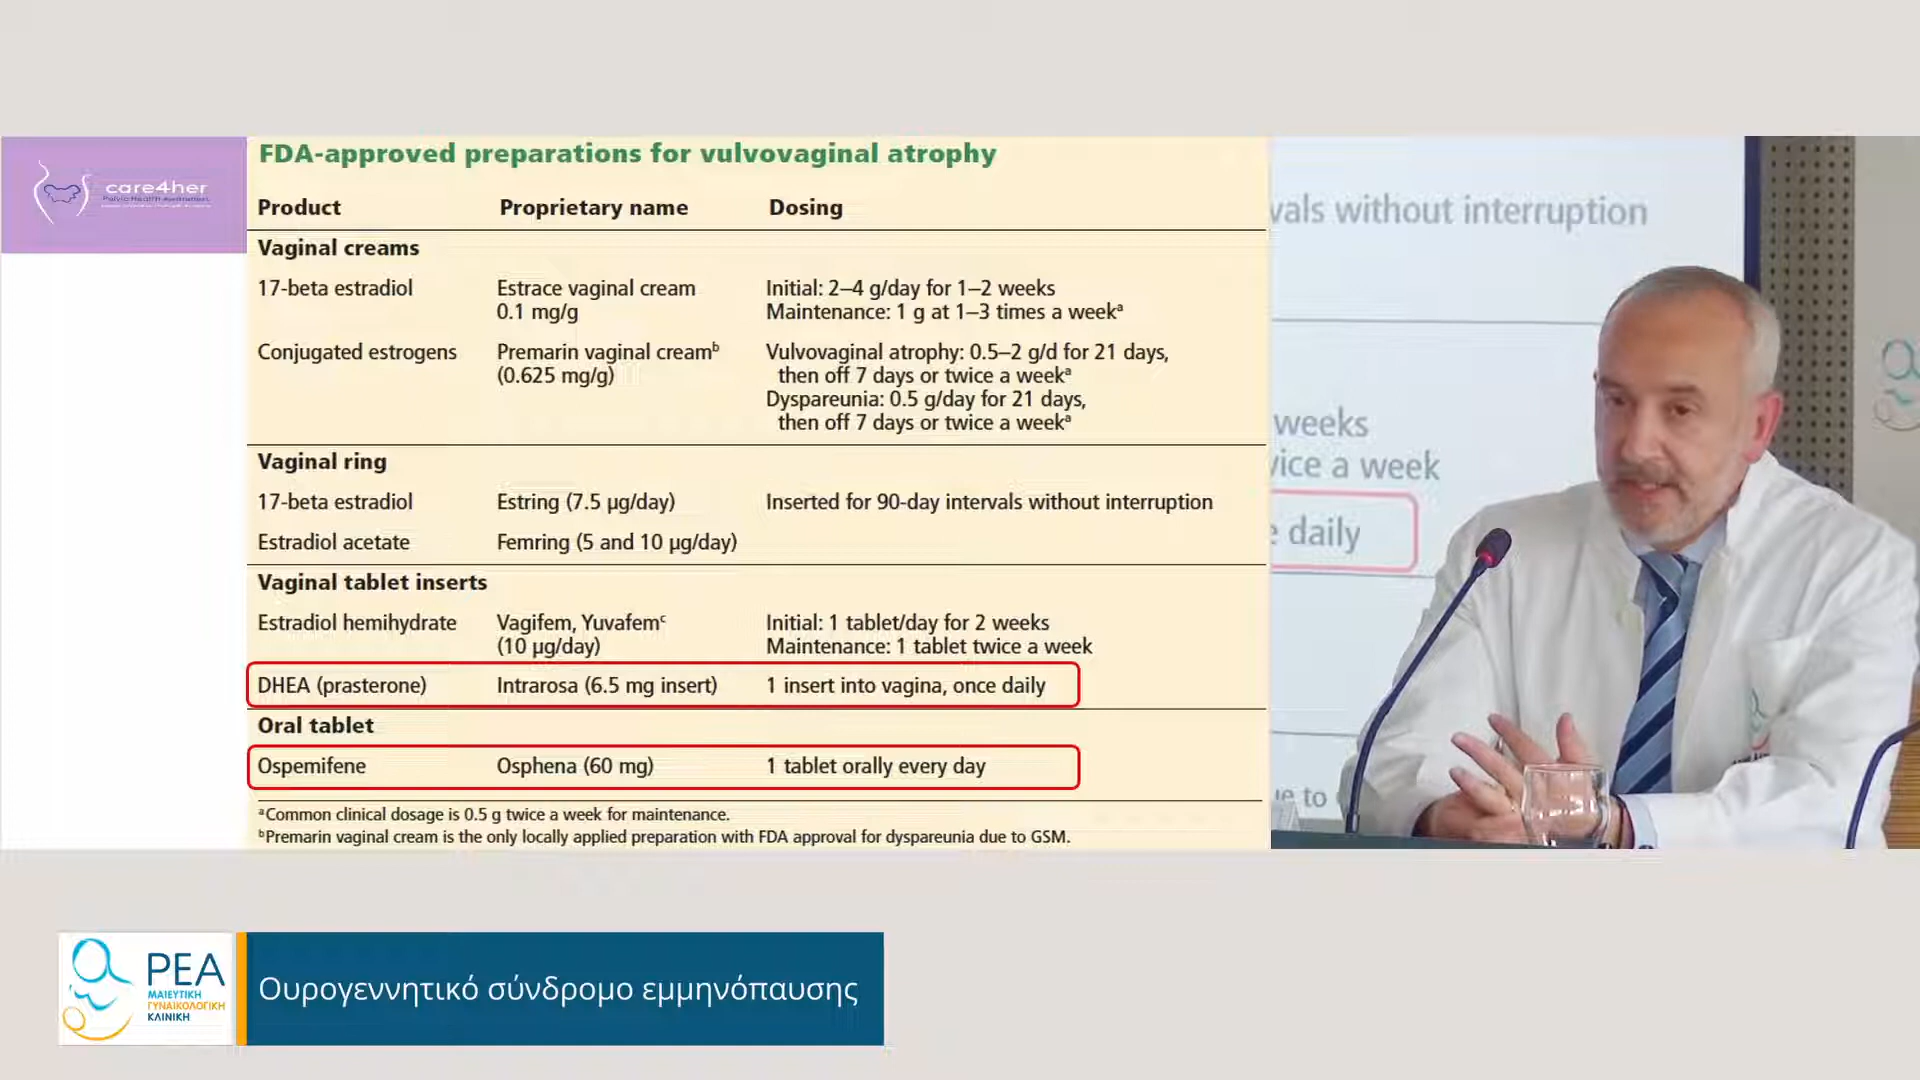 care4her
FDA-approved preparations for vulvovaginal atrophy
Product Proprietary name Dosing
Vaginal creams
17-beta estradiol Estrace vaginal cream Initial: 2–4 g/day for 1–2 weeks
0.1 mg/g Maintenance: 1 g at 1–3 times a weekᵃ
Conjugated estrogens Premarin vaginal creamᵇ Vulvovaginal atrophy: 0.5–2 g/d for 21 days,
(0.625 mg/g) then off 7 days or twice a weekᵃ
Dyspareunia: 0.5 g/day for 21 days,
then off 7 days or twice a weekᵃ
Vaginal ring
17-beta estradiol Estring (7.5 µg/day) Inserted for 90-day intervals without interruption
Estradiol acetate Femring (5 and 10 µg/day)
Vaginal tablet inserts
Estradiol hemihydrate Vagifem, Yuvafemᶜ Initial: 1 tablet/day for 2 weeks
(10 µg/day) Maintenance: 1 tablet twice a week
DHEA (prasterone) Intrarosa (6.5 mg insert) 1 insert into vagina, once daily
Oral tablet
Ospemifene Osphena (60 mg) 1 tablet orally every day
ᵃCommon clinical dosage is 0.5 g twice a week for maintenance.
ᵇPremarin vaginal cream is the only locally applied preparation with FDA approval for dyspareunia due to GSM.
vals without interruption
weeks
ice a week
e daily
ue to
ΡΕΑ
ΜΑΙΕΥΤΙΚΗ
ΓΥΝΑΙΚΟΛΟΓΙΚΗ
ΚΛΙΝΙΚΗ
Ουρογεννητικό σύνδρομο εμμηνόπαυσης